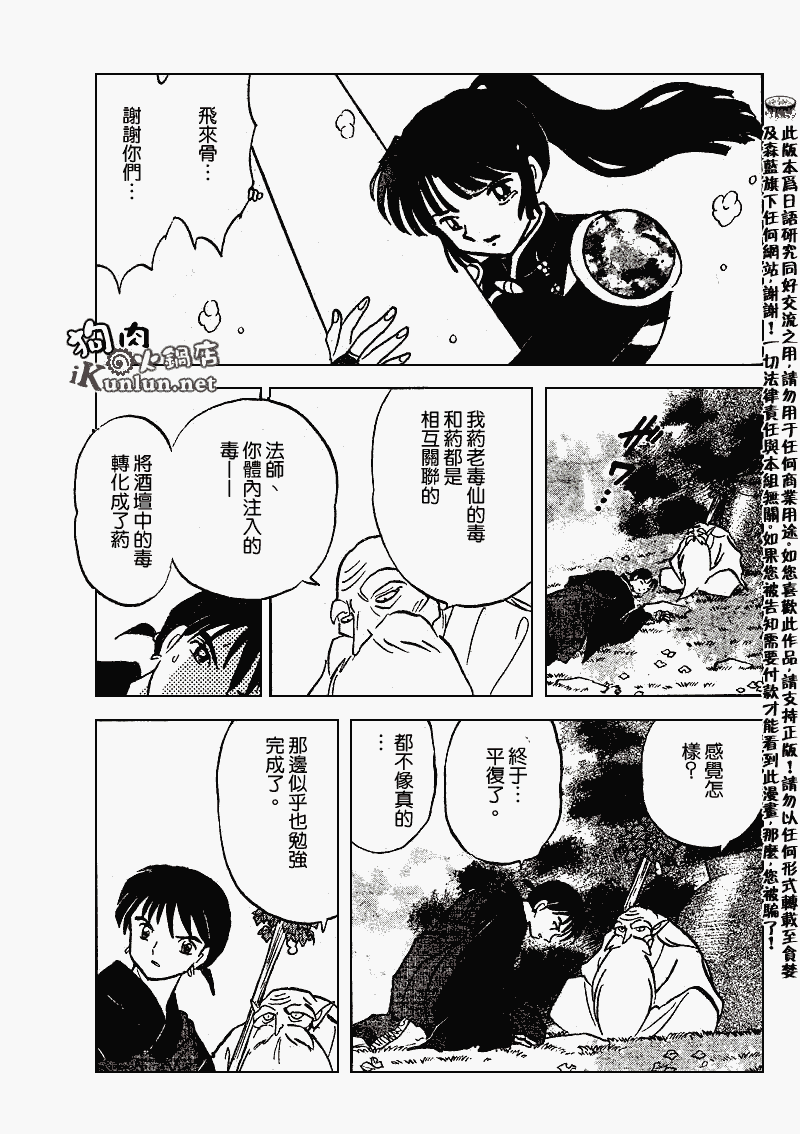 飛來骨…
謝謝你們…
我葯老毒仙的毒
和葯都是
相互關聯的
法師、
你體內注入的
毒——
將酒壇中的毒
轉化成了葯
感覺怎
樣?
終于…
平復了。
都不像真的
…
那邊似乎也勉強
完成了。
狗肉火鍋店
iKunlun.net
此版本爲日語研究同好交流之用,請勿用于任何商業用途。如您喜歡此作品,請支持正版!請勿以任何形式轉載至貪婪
及森藍旗下任何網站,謝謝!一切法律責任與本組無關。如果您被告知需要付款才能看到此漫畫,那麽,您被騙了!